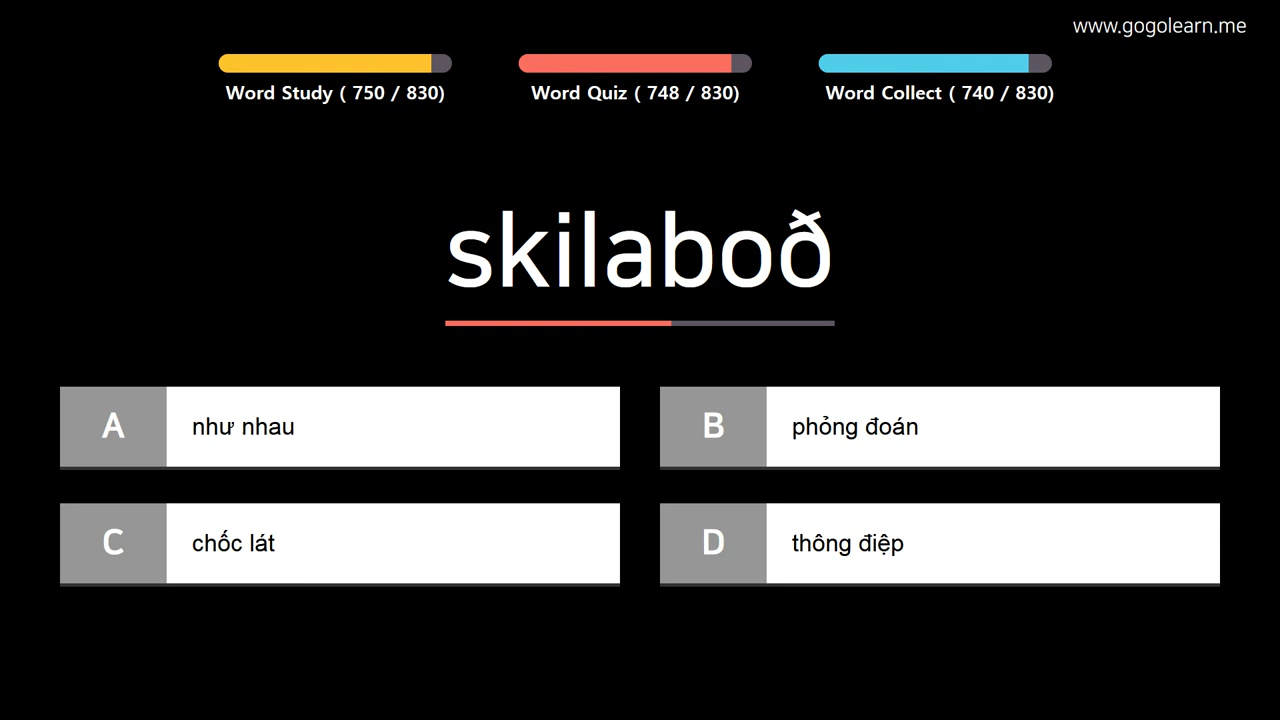 www.gogolearn.me
Word Study ( 750 / 830)
Word Quiz ( 748 / 830)
Word Collect ( 740 / 830)
skilaboð
A như nhau
B phỏng đoán
C chốc lát
D thông điệp